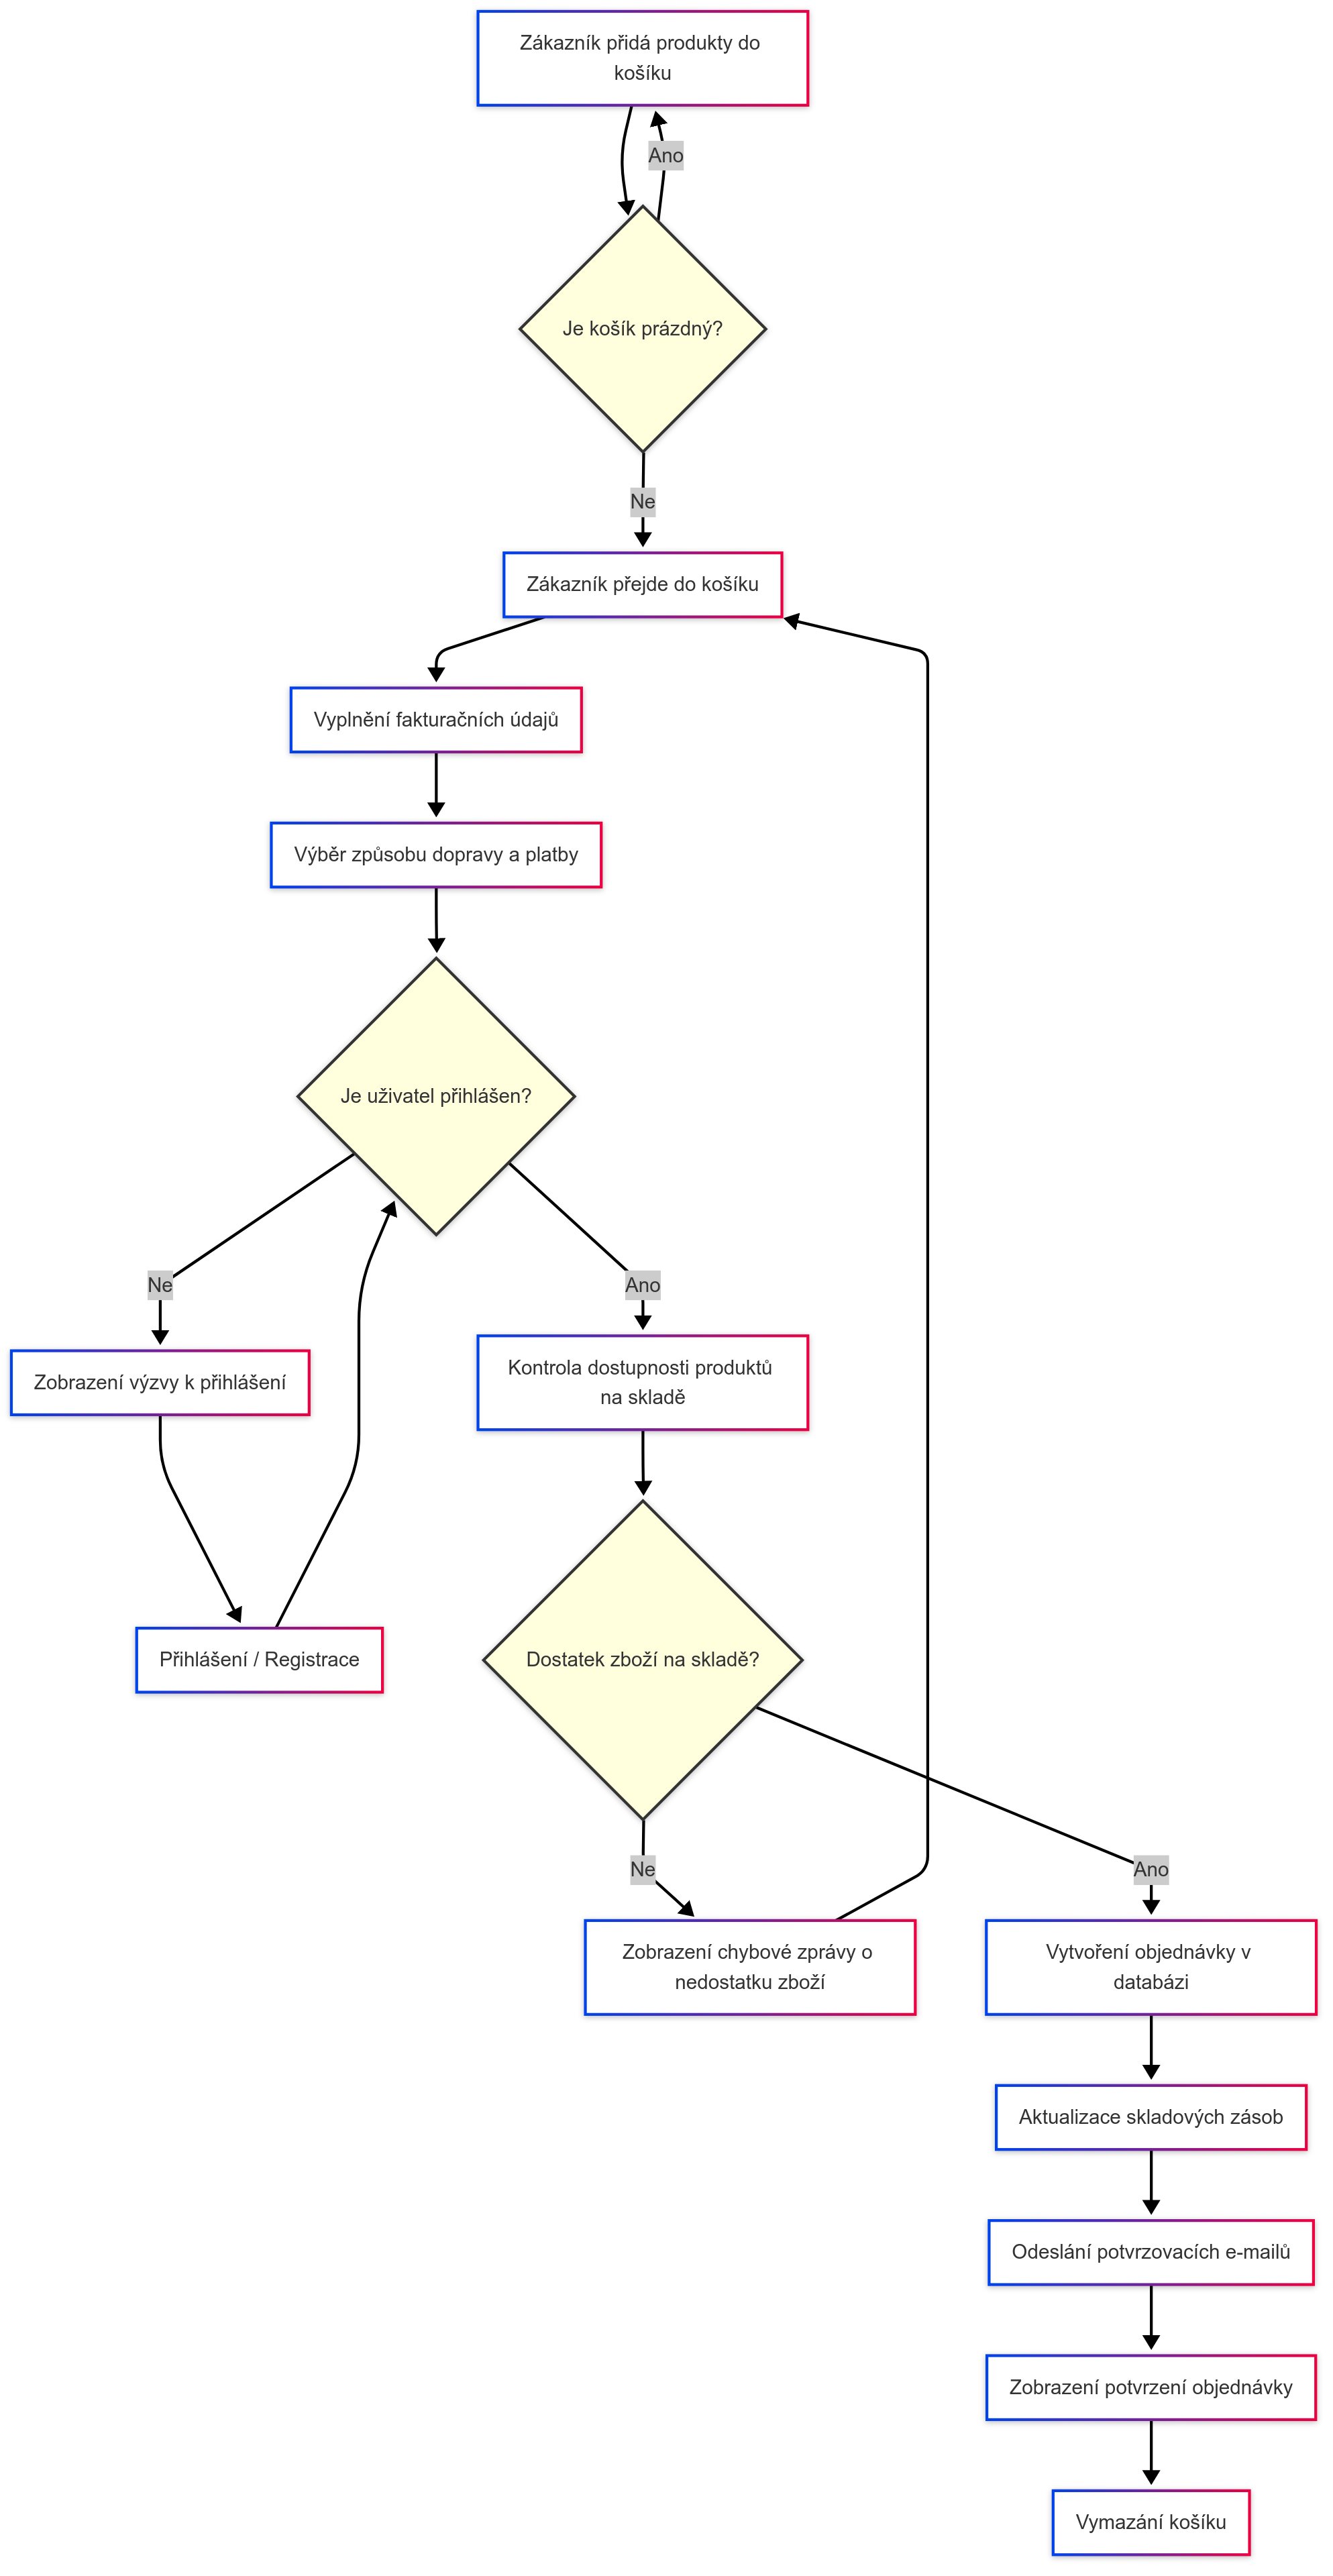 Zákazník přidá produkty do
košíku
Ano
Je košík prázdný?
Ne
Zákazník přejde do košíku
Vyplnění fakturačních údajů
Výběr způsobu dopravy a platby
Je uživatel přihlášen?
Ne
Ano
Zobrazení výzvy k přihlášení
Kontrola dostupnosti produktů
na skladě
Přihlášení / Registrace
Dostatek zboží na skladě?
Ne
Ano
Zobrazení chybové zprávy o
nedostatku zboží
Vytvoření objednávky v
databázi
Aktualizace skladových zásob
Odeslání potvrzovacích e-mailů
Zobrazení potvrzení objednávky
Vymazání košíku